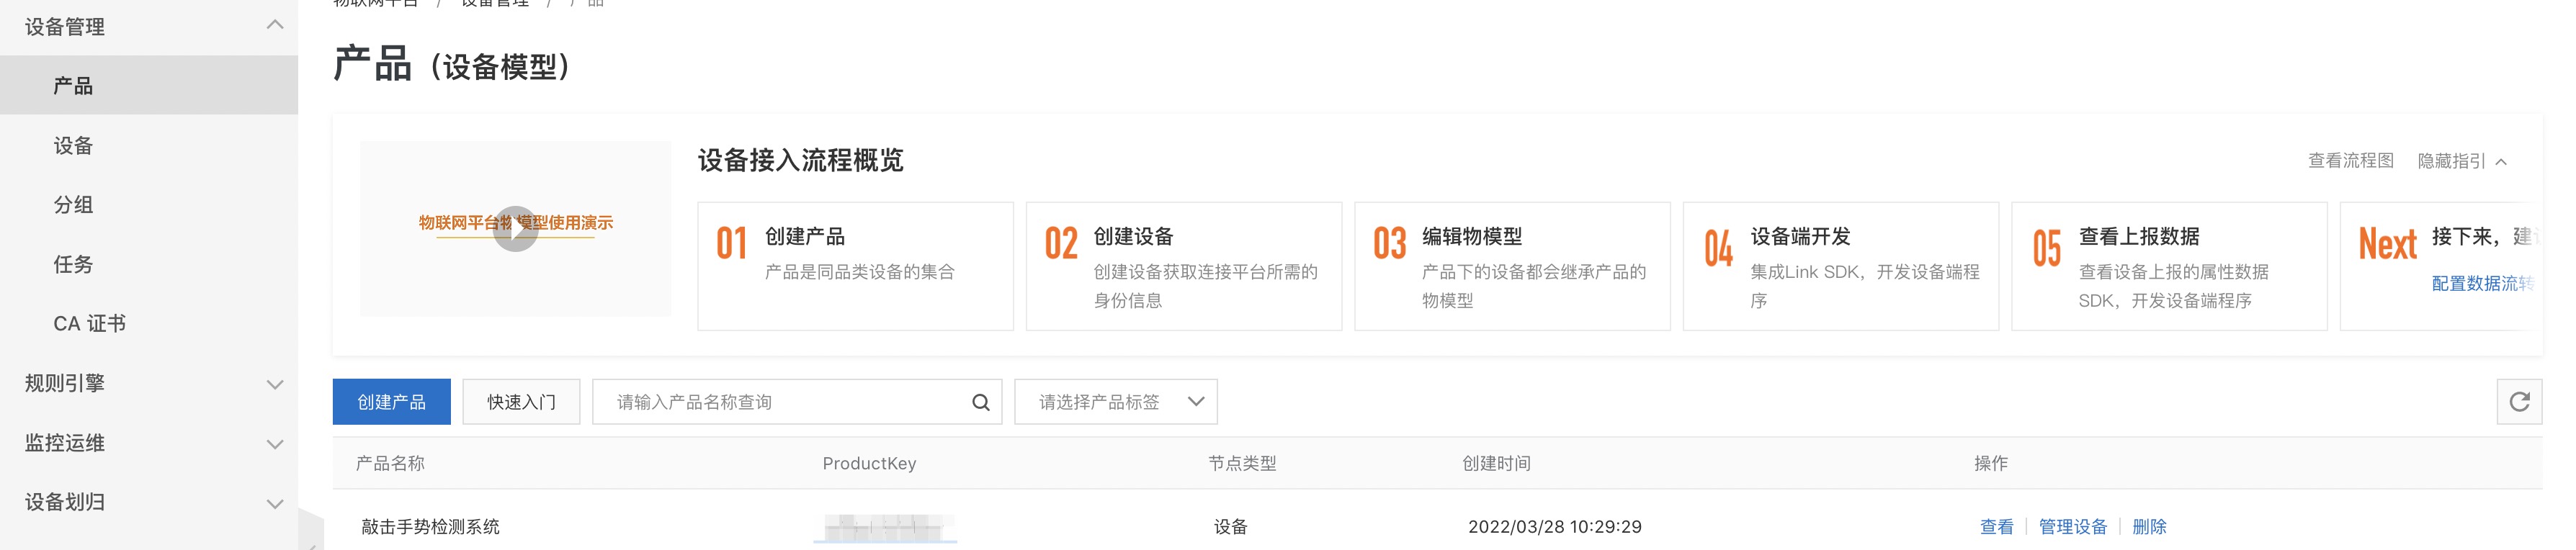 物联网平台 / 设备管理 / 产品
设备管理
产品
设备
分组
任务
CA 证书
规则引擎
监控运维
设备划归
产品（设备模型）
物联网平台物模型使用演示
设备接入流程概览
查看流程图 隐藏指引
01 创建产品
产品是同品类设备的集合
02 创建设备
创建设备获取连接平台所需的
身份信息
03 编辑物模型
产品下的设备都会继承产品的
物模型
04 设备端开发
集成Link SDK，开发设备端程
序
05 查看上报数据
查看设备上报的属性数据
SDK，开发设备端程序
Next 接下来，建议
配置数据流转
创建产品 快速入门 请输入产品名称查询 请选择产品标签
产品名称 ProductKey 节点类型 创建时间 操作
敲击手势检测系统 设备 2022/03/28 10:29:29 查看 管理设备 删除